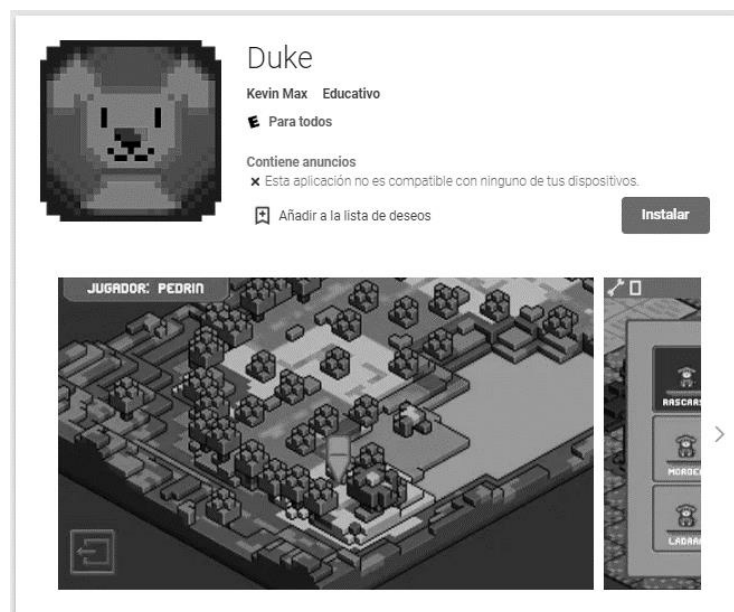 Duke
Kevin Max Educativo
E Para todos
Contiene anuncios
Esta aplicación no es compatible con ninguno de tus dispositivos.
Añadir a la lista de deseos
Instalar
JUGADOR: PEDRIN